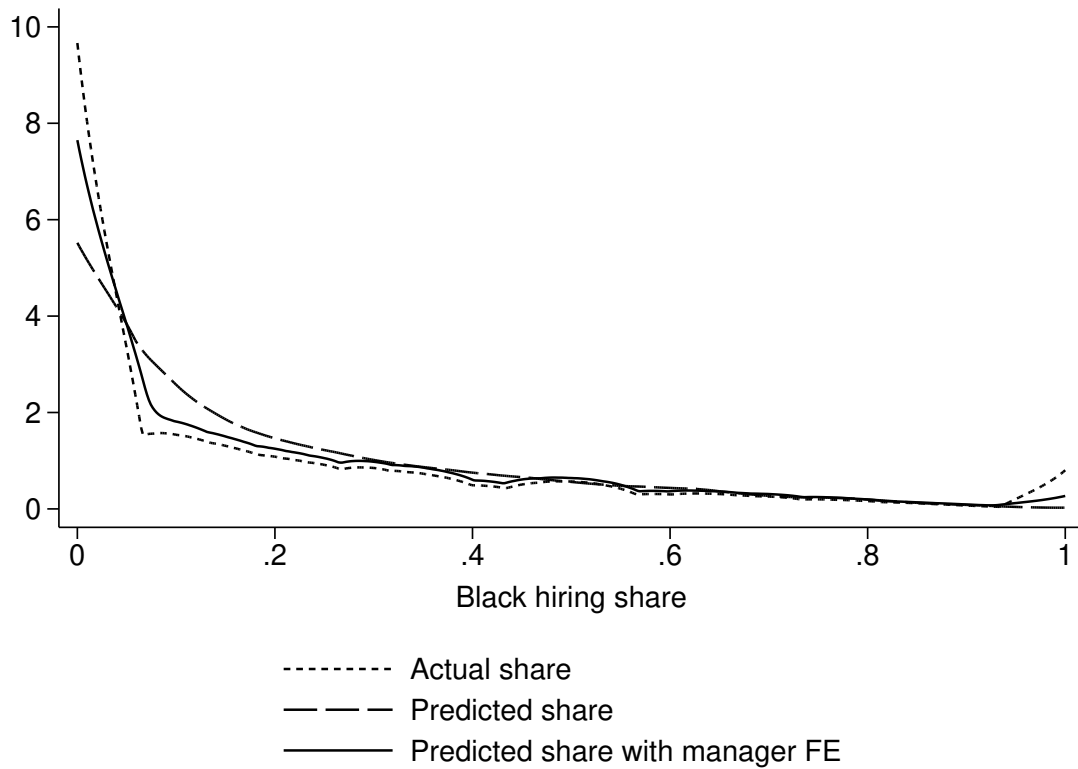 10
8
6
4
2
0
0 .2 .4 .6 .8 1
Black hiring share
Actual share
Predicted share
Predicted share with manager FE